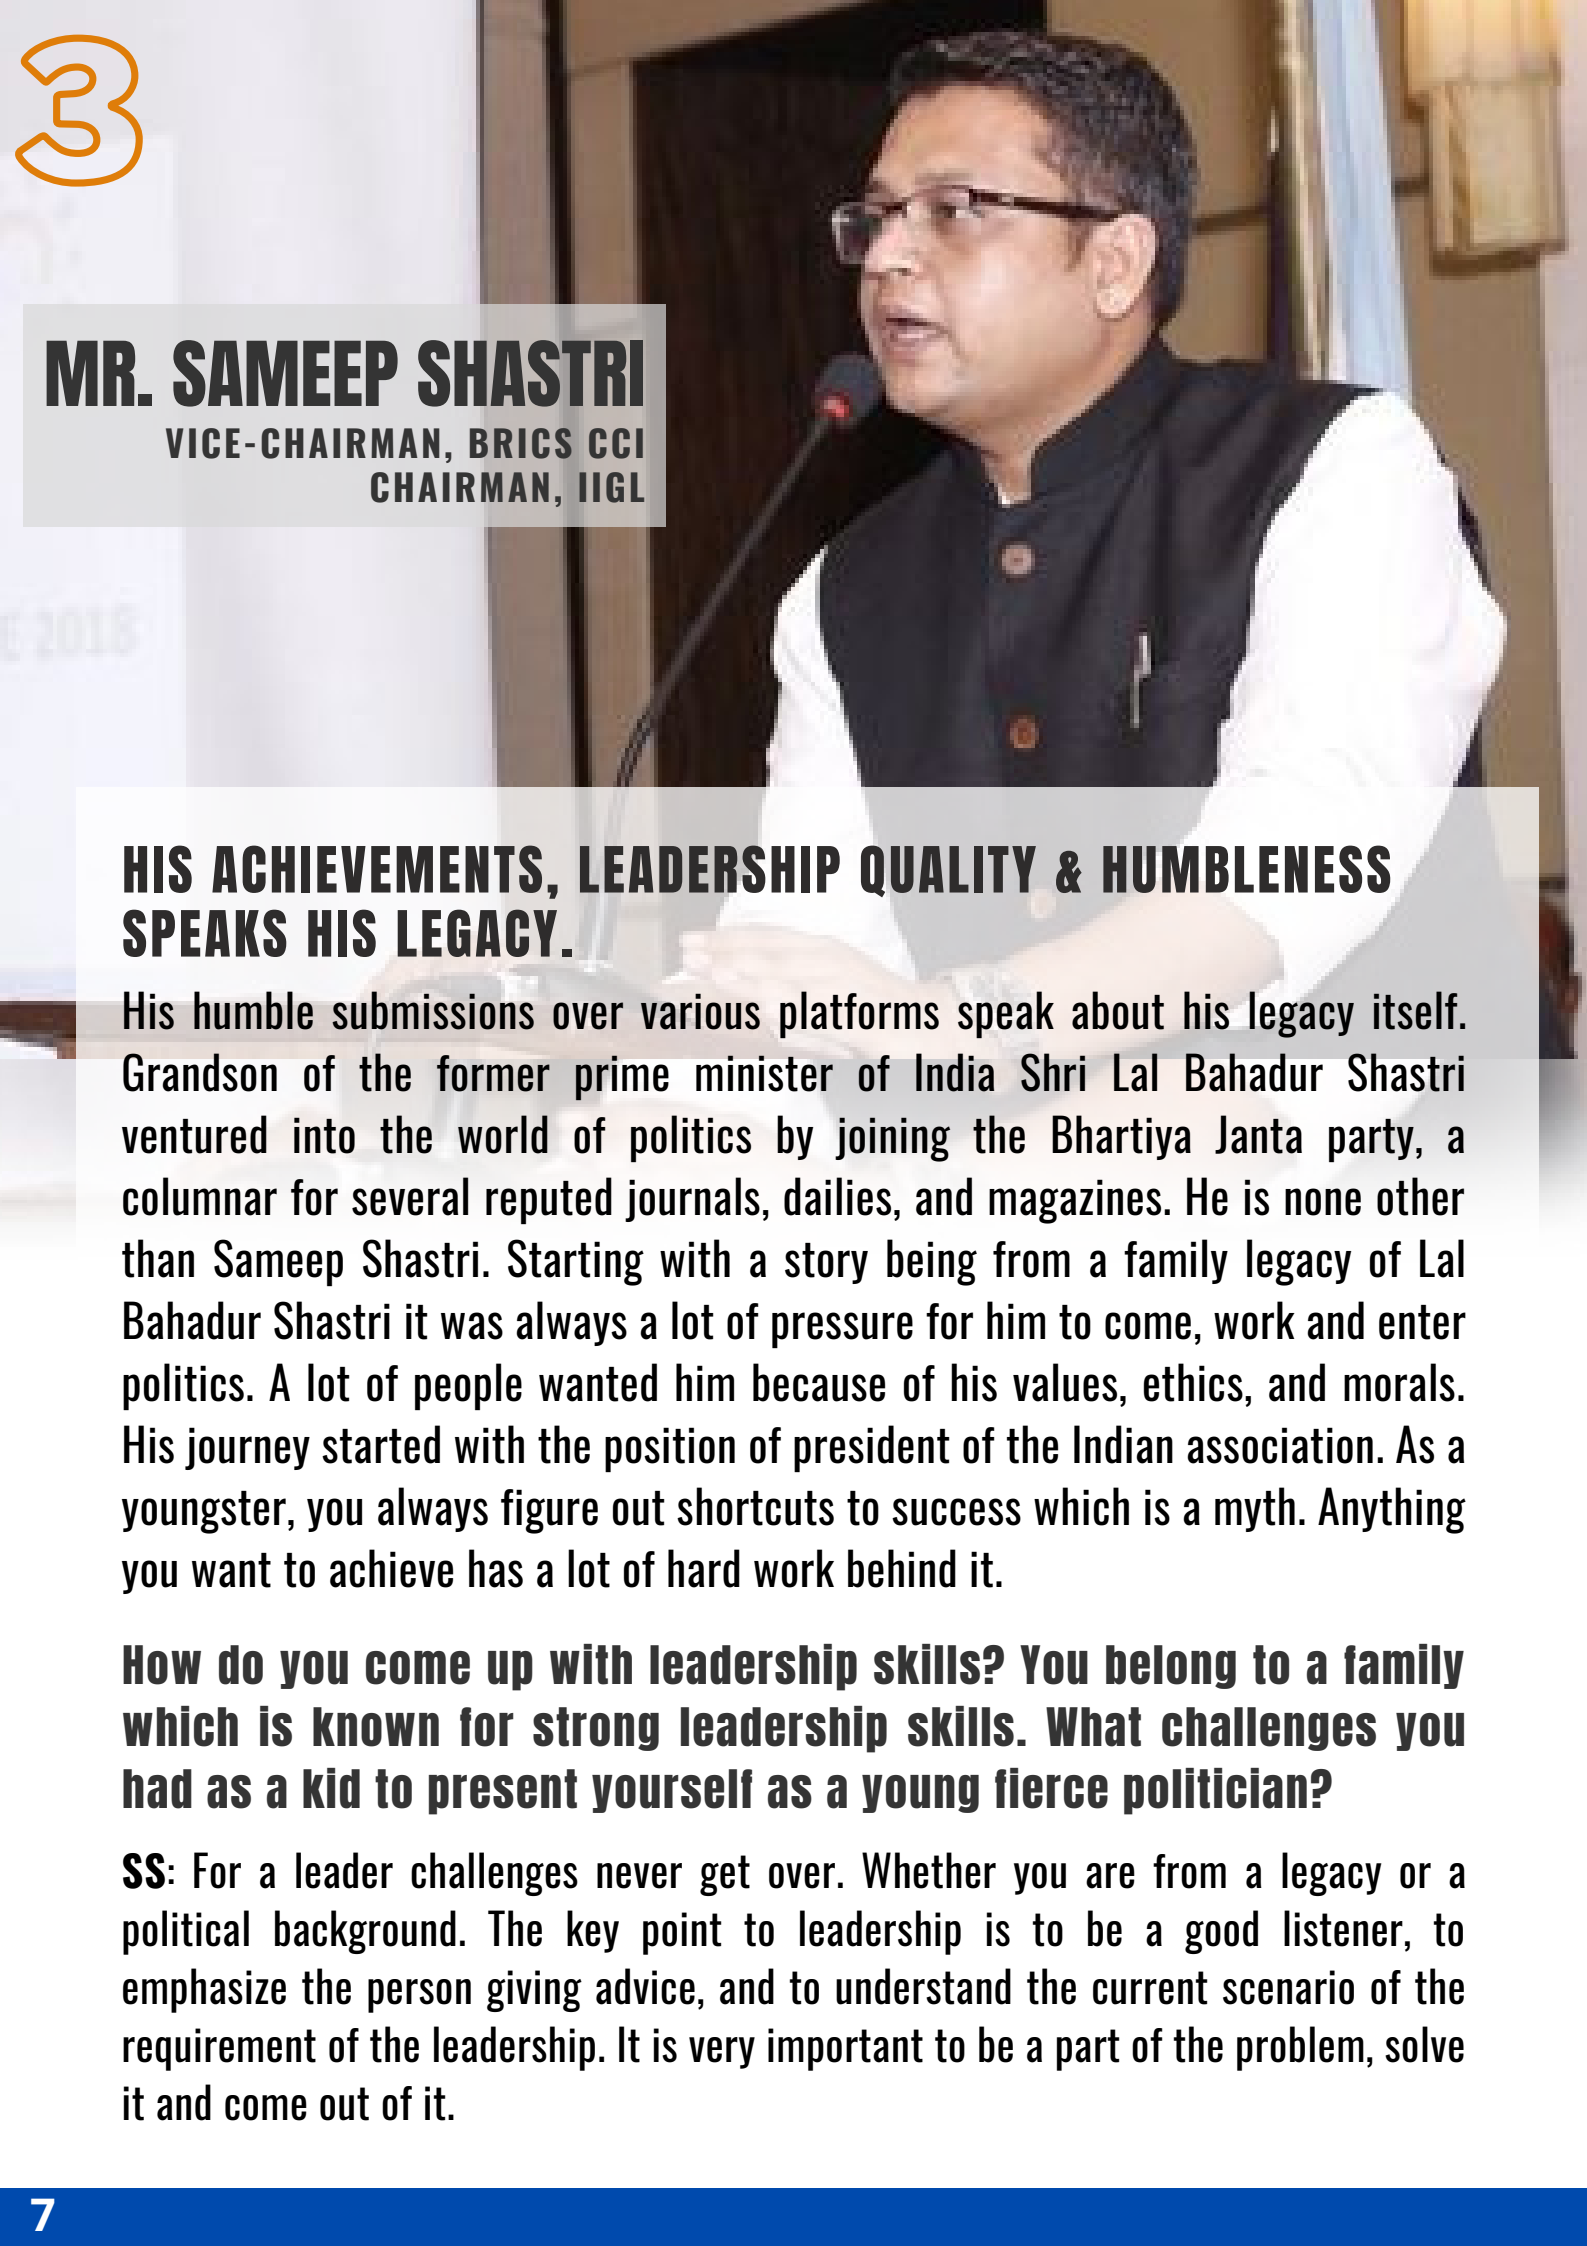 3
MR. SAMEEP SHASTRI
VICE-CHAIRMAN, BRICS CCI
CHAIRMAN, IIGL
2018
HIS ACHIEVEMENTS, LEADERSHIP QUALITY & HUMBLENESS
SPEAKS HIS LEGACY.
His humble submissions over various platforms speak about his legacy itself.
Grandson of the former prime minister of India Shri Lal Bahadur Shastri
ventured into the world of politics by joining the Bhartiya Janta party, a
columnar for several reputed journals, dailies, and magazines. He is none other
than Sameep Shastri. Starting with a story being from a family legacy of Lal
Bahadur Shastri it was always a lot of pressure for him to come, work and enter
politics. A lot of people wanted him because of his values, ethics, and morals.
His journey started with the position of president of the Indian association. As a
youngster, you always figure out shortcuts to success which is a myth. Anything
you want to achieve has a lot of hard work behind it.
How do you come up with leadership skills? You belong to a family
which is known for strong leadership skills. What challenges you
had as a kid to present yourself as a young fierce politician?
SS: For a leader challenges never get over. Whether you are from a legacy or a
political background. The key point to leadership is to be a good listener, to
emphasize the person giving advice, and to understand the current scenario of the
requirement of the leadership. It is very important to be a part of the problem, solve
it and come out of it.
7